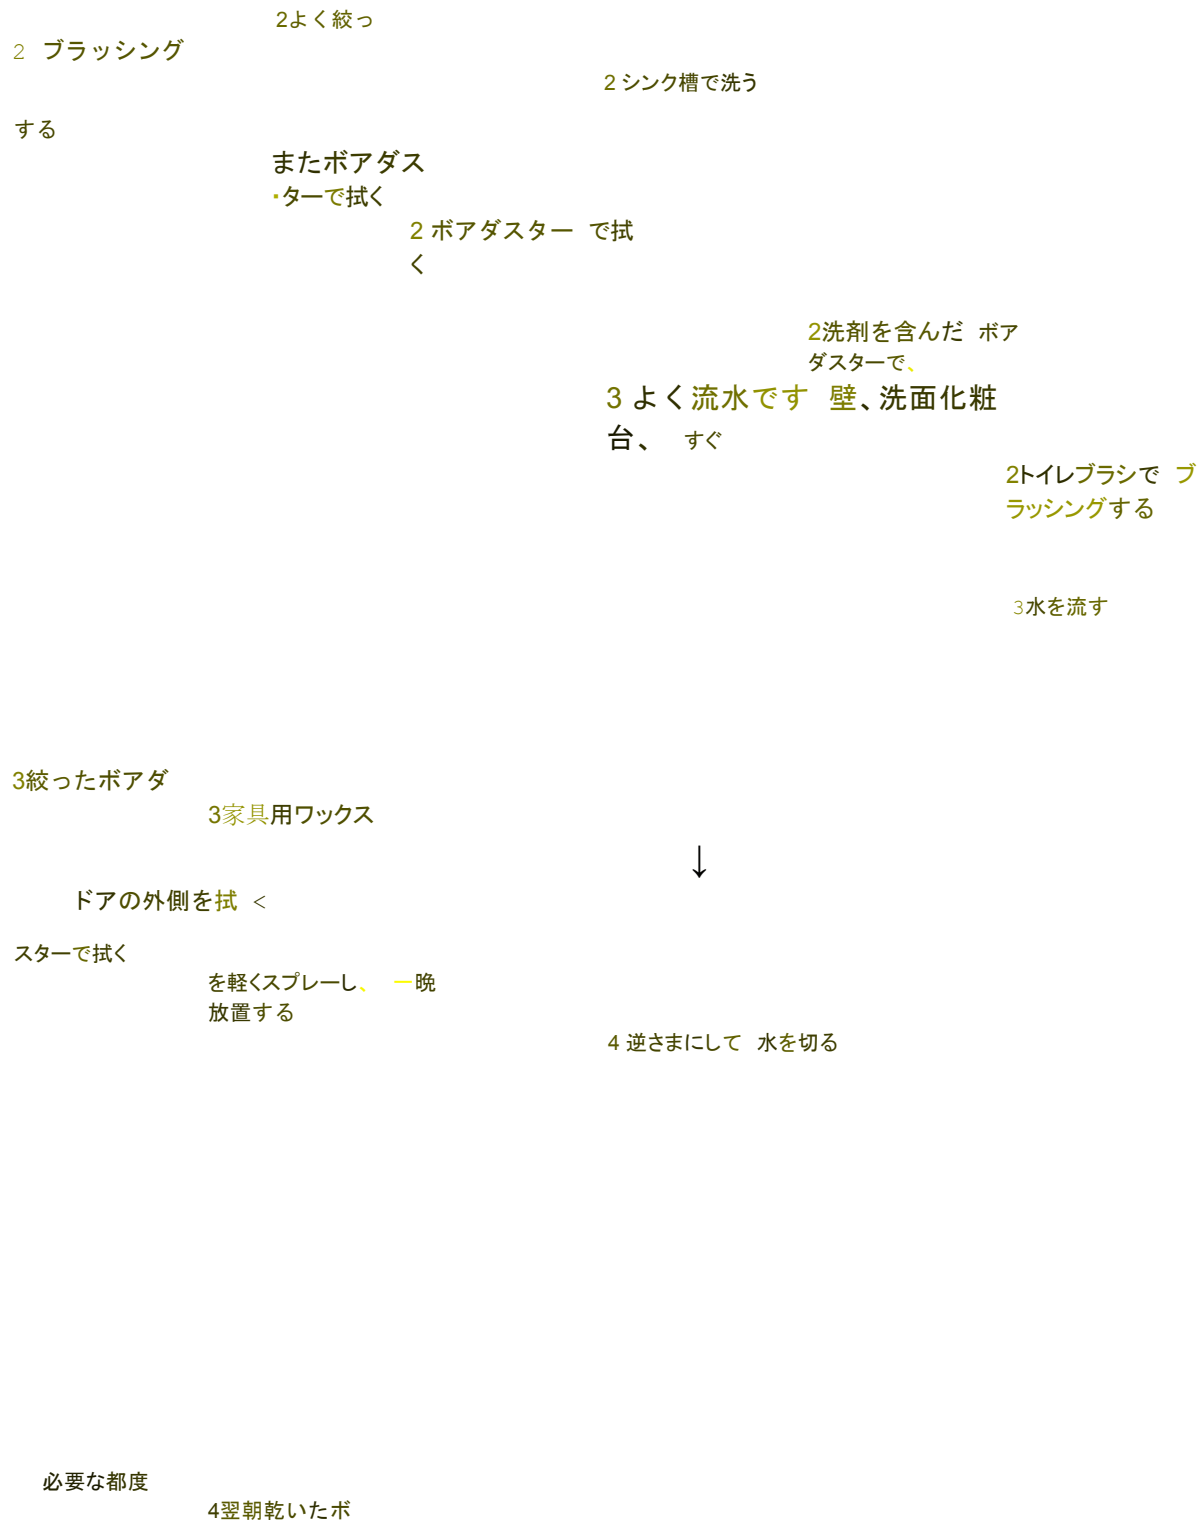 2よく絞っ
2 ブラッシング
2 シンク槽で洗う
する
またボアダス
・ターで拭く
2 ボアダスター で拭
く
2洗剤を含んだ ボア
ダスターで、
3 よく流水です 壁、洗面化粧
台、 すぐ
2トイレブラシで ブ
ラッシングする
3水を流す
3絞ったボアダ
3家具用ワックス
↓
ドアの外側を拭 <
スターで拭く
を軽くスプレーし、 一晩
放置する
4 逆さまにして 水を切る
必要な都度
4翌朝乾いたボ